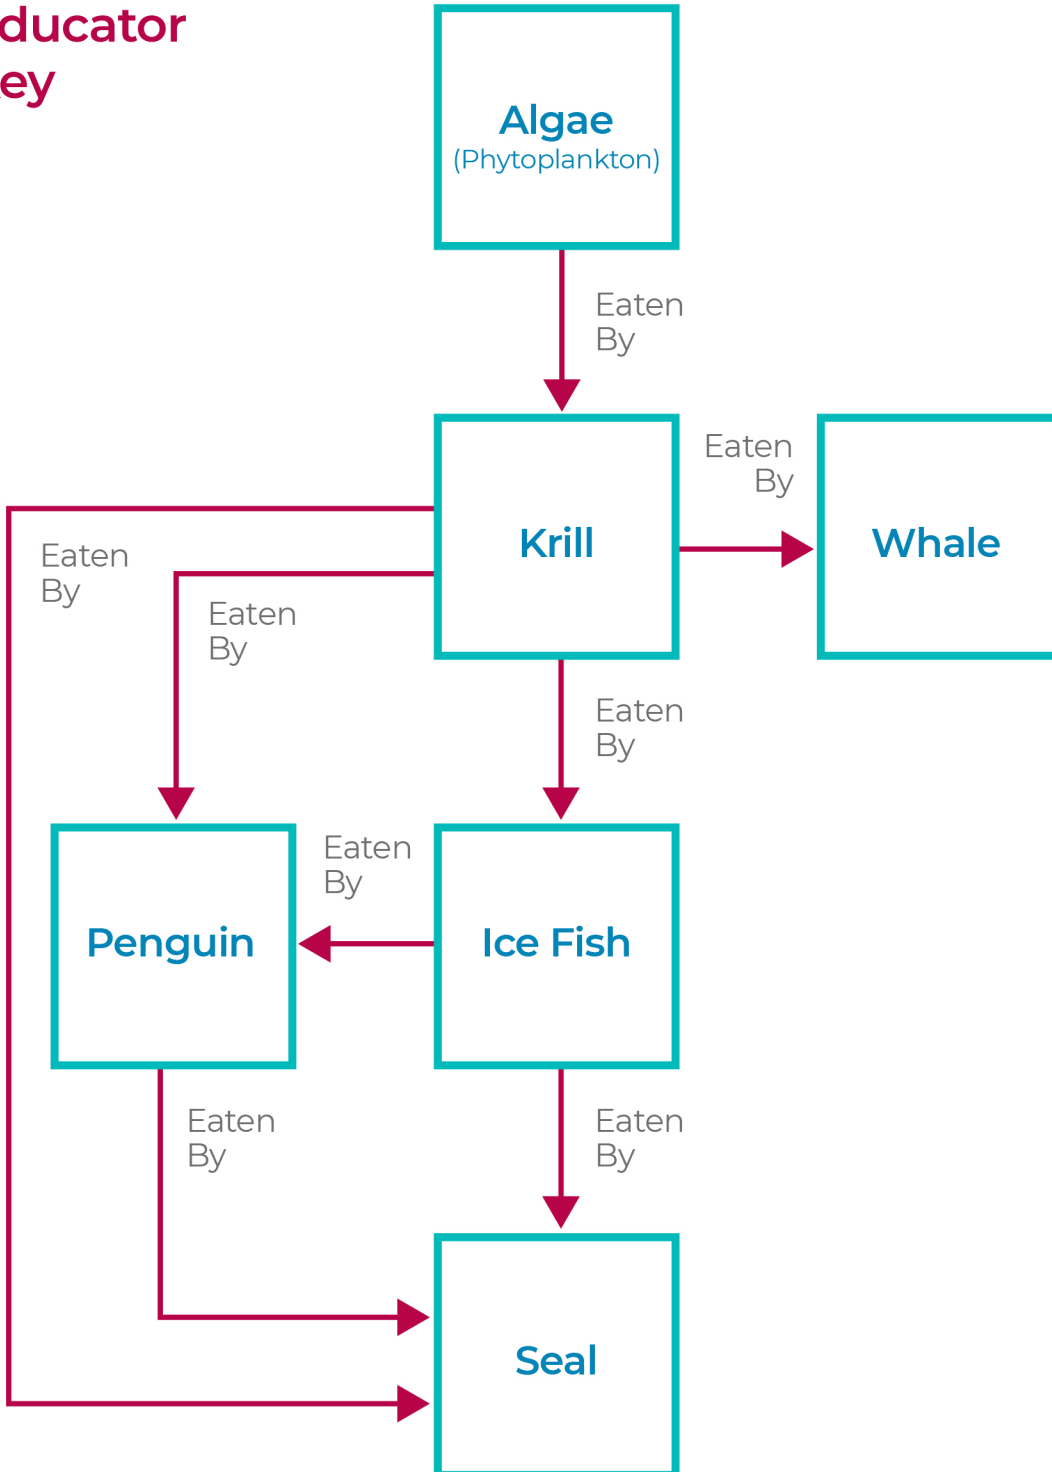 ducator
ey
Algae
(Phytoplankton)
Eaten
By
Eaten
By
Krill
Whale
Eaten
By
Eaten
By
Eaten
By
Eaten
By
Penguin
Ice Fish
Eaten
By
Eaten
By
Seal